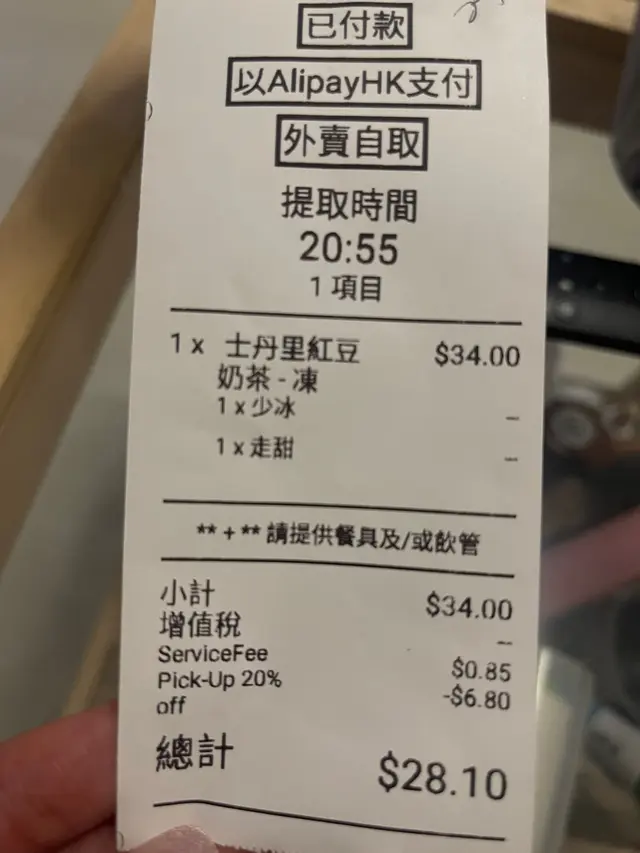 已付款
以AlipayHK支付
外賣自取
提取時間
20:55
1 項目
1 x 士丹里紅豆 $34.00
奶茶 - 凍
1 x 少冰 –
1 x 走甜 –
** + ** 請提供餐具及/或飲管
小計 $34.00
增值稅 –
ServiceFee $0.85
Pick-Up 20% -$6.80
off
總計 $28.10